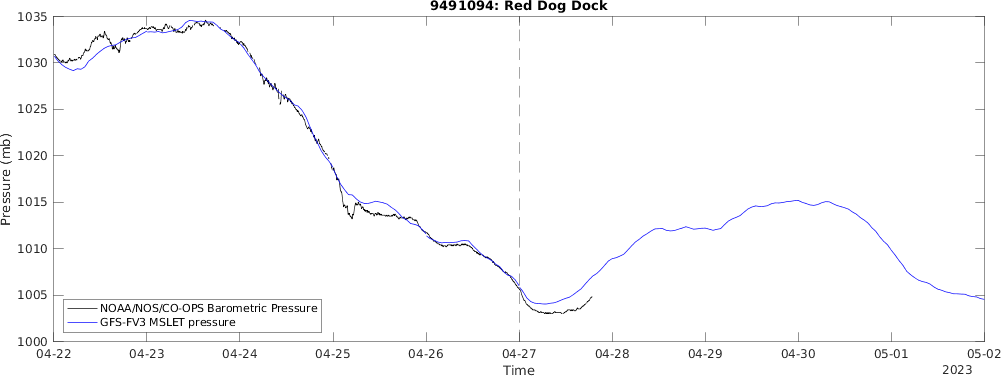 9491094: Red Dog Dock
Pressure (mb)
1035
1030
1025
1020
1015
1010
1005
1000
NOAA/NOS/CO-OPS Barometric Pressure
GFS-FV3 MSLET pressure
04-22 04-23 04-24 04-25 04-26 04-27 04-28 04-29 04-30 05-01 05-02
Time
2023